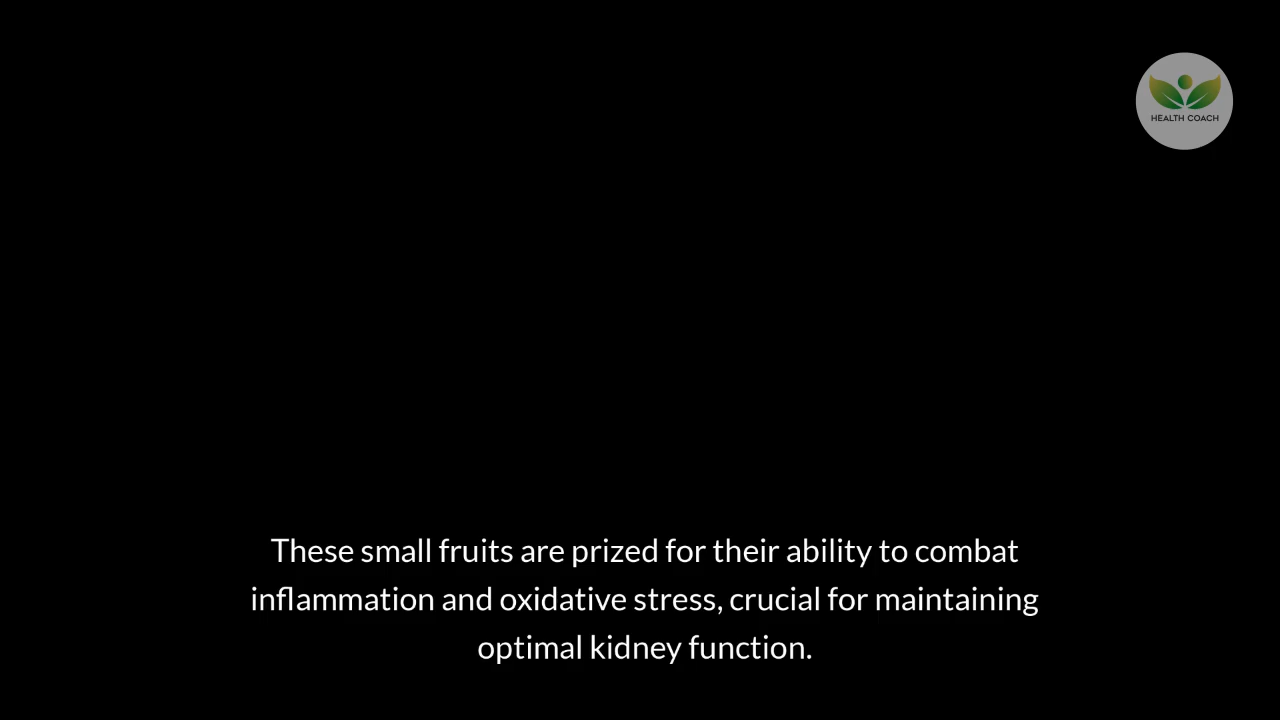 HEALTH COACH
These small fruits are prized for their ability to combat
inflammation and oxidative stress, crucial for maintaining
optimal kidney function.